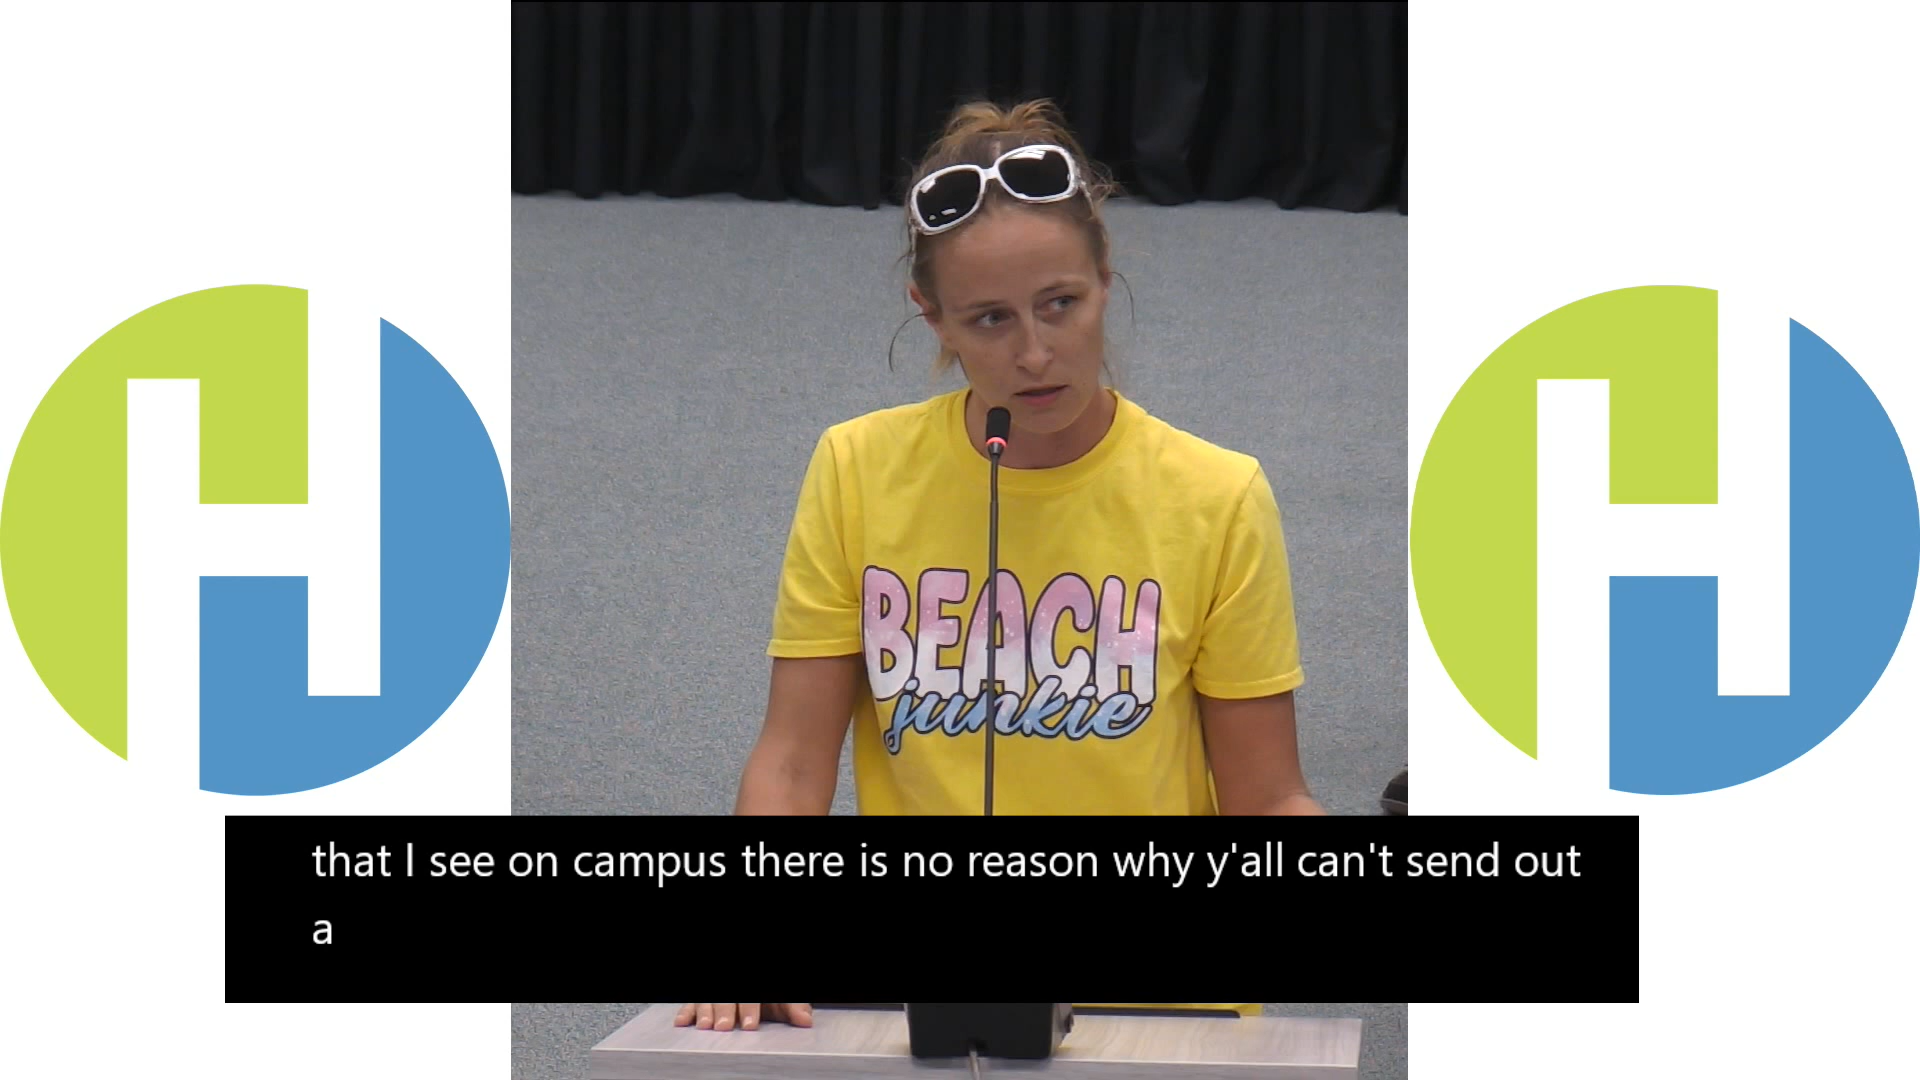 BEACH
junkie
that I see on campus there is no reason why y'all can't send out
a